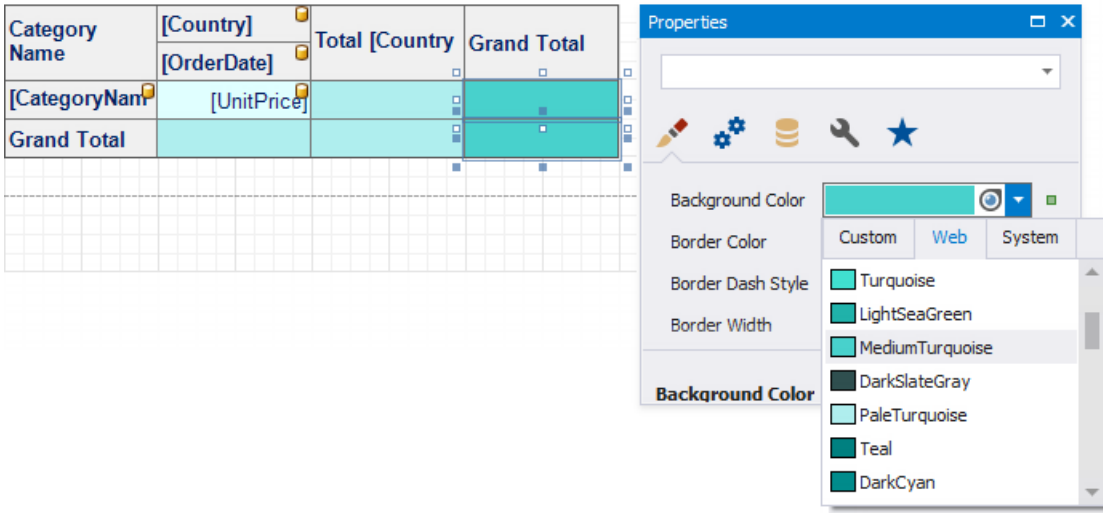 Category
Name
[Country]
[OrderDate]
Total [Country
Grand Total
[CategoryNam
[UnitPrice]
Grand Total
Properties
Background Color
Border Color
Border Dash Style
Border Width
Background Color
Custom
Web
System
Turquoise
LightSeaGreen
MediumTurquoise
DarkSlateGray
PaleTurquoise
Teal
DarkCyan